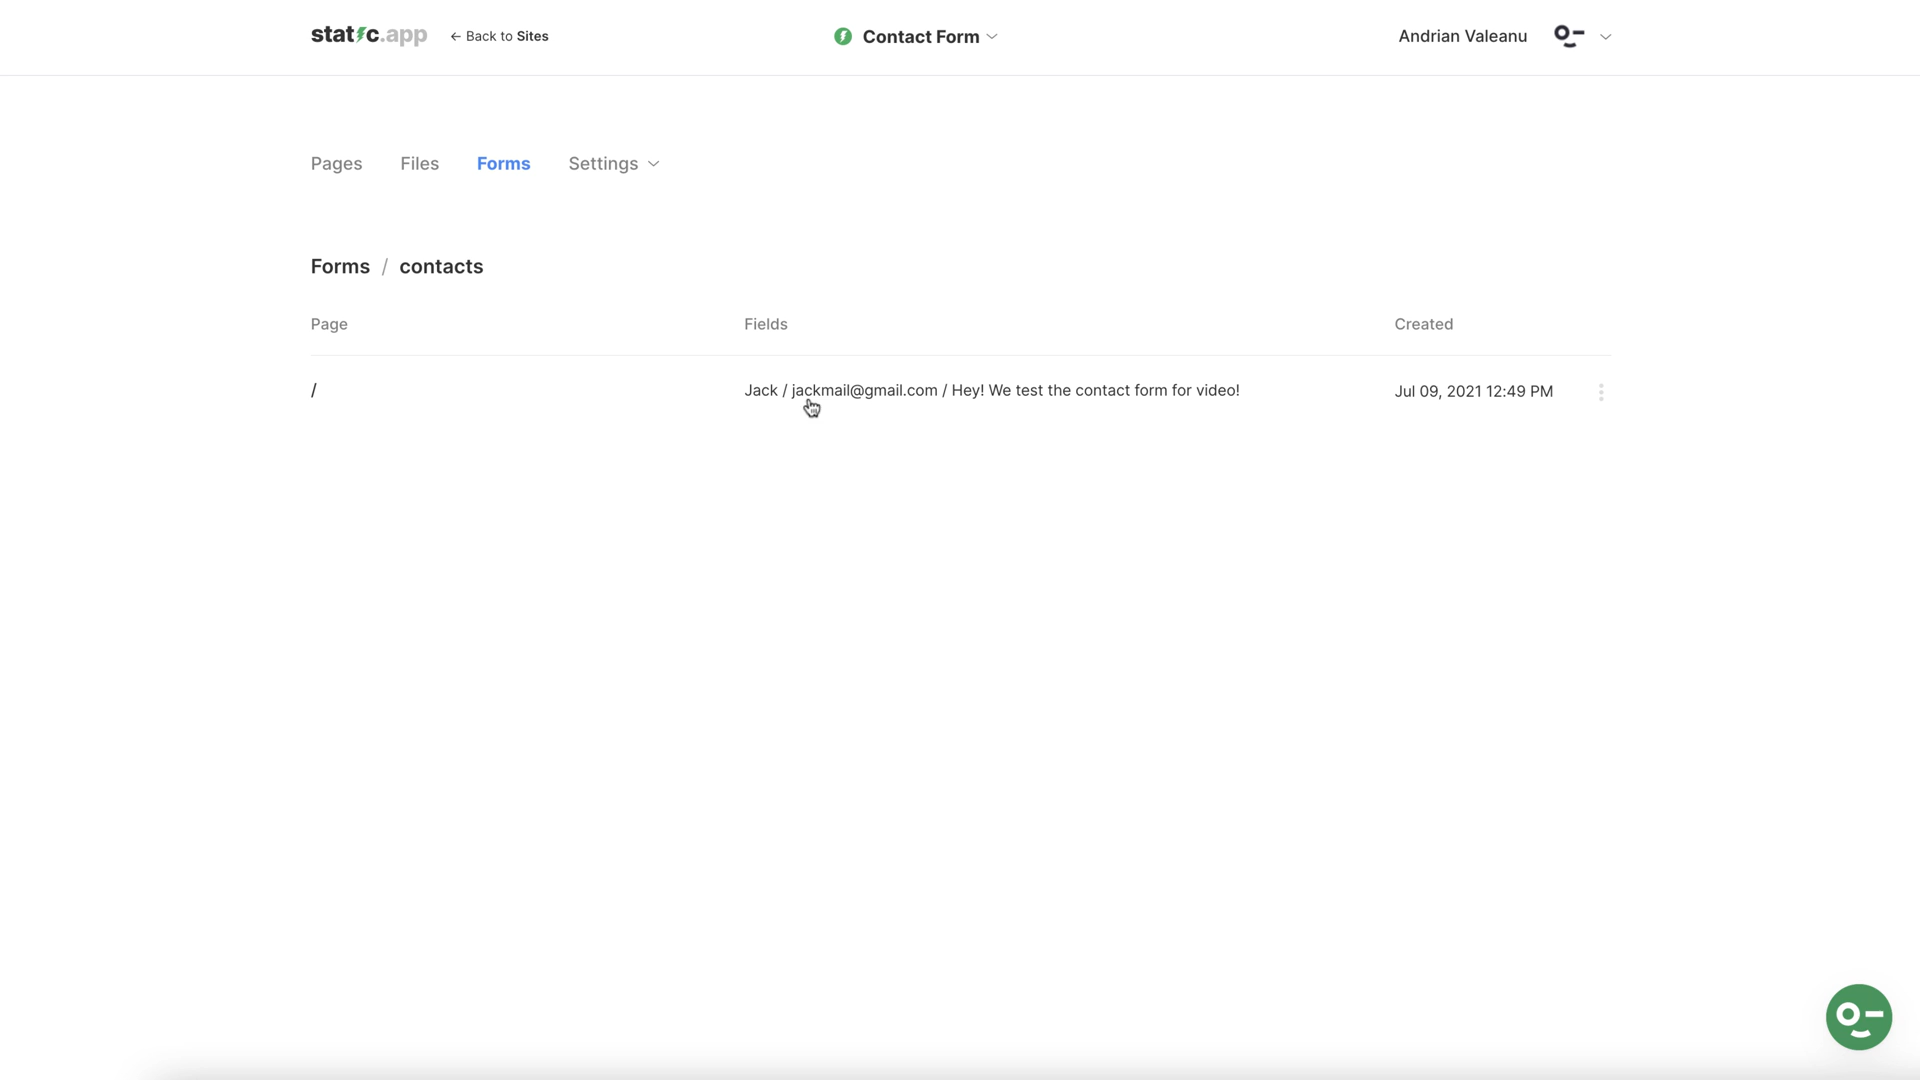 static.app
← Back to Sites
Contact Form
Andrian Valeanu
Pages
Files
Forms
Settings
Forms / contacts
Page
Fields
Created
/
Jack / jackmail@gmail.com / Hey! We test the contact form for video!
Jul 09, 2021 12:49 PM